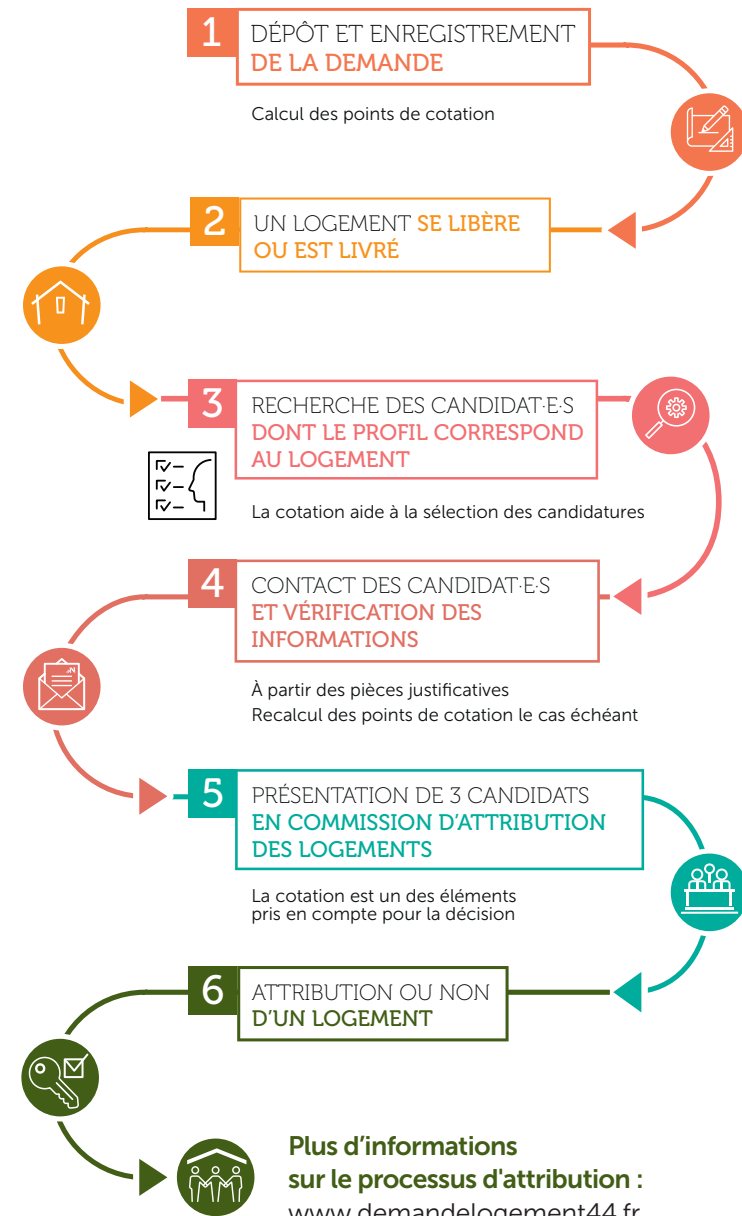 1
DÉPÔT ET ENREGISTREMENT
DE LA DEMANDE
Calcul des points de cotation
2
UN LOGEMENT SE LIBÈRE
OU EST LIVRÉ
3
RECHERCHE DES CANDIDAT·E·S
DONT LE PROFIL CORRESPOND
AU LOGEMENT
La cotation aide à la sélection des candidatures
4
CONTACT DES CANDIDAT·E·S
ET VÉRIFICATION DES
INFORMATIONS
À partir des pièces justificatives
Recalcul des points de cotation le cas échéant
5
PRÉSENTATION DE 3 CANDIDATS
EN COMMISSION D'ATTRIBUTION
DES LOGEMENTS
La cotation est un des éléments
pris en compte pour la décision
6
ATTRIBUTION OU NON
D'UN LOGEMENT
Plus d'informations
sur le processus d'attribution :
www.demandelogement44.fr